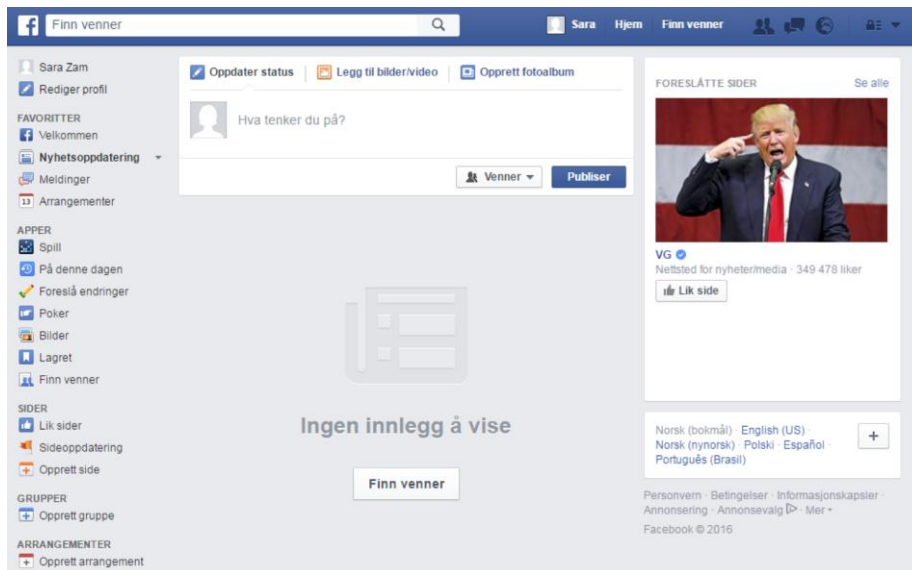 Finn venner
Sara Hjem Finn venner
Sara Zam
Rediger profil
FAVORITTER
Velkommen
Nyhetsoppdatering
Meldinger
13 Arrangementer
APPER
Spill
På denne dagen
Foreslå endringer
Poker
Bilder
Lagret
Finn venner
SIDER
Lik sider
Sideoppdatering
Opprett side
GRUPPER
Opprett gruppe
ARRANGEMENTER
Opprett arrangement
Oppdater status Legg til bilder/video Opprett fotoalbum
Hva tenker du på?
Venner Publiser
Ingen innlegg å vise
Finn venner
FORESLÅTTE SIDER Se alle
VG
Nettsted for nyheter/media · 349 478 liker
Lik side
Norsk (bokmål) · English (US) ·
Norsk (nynorsk) · Polski · Español ·
Português (Brasil)
Personvern · Betingelser · Informasjonskapsler ·
Annonsering · Annonsevalg · Mer
Facebook © 2016